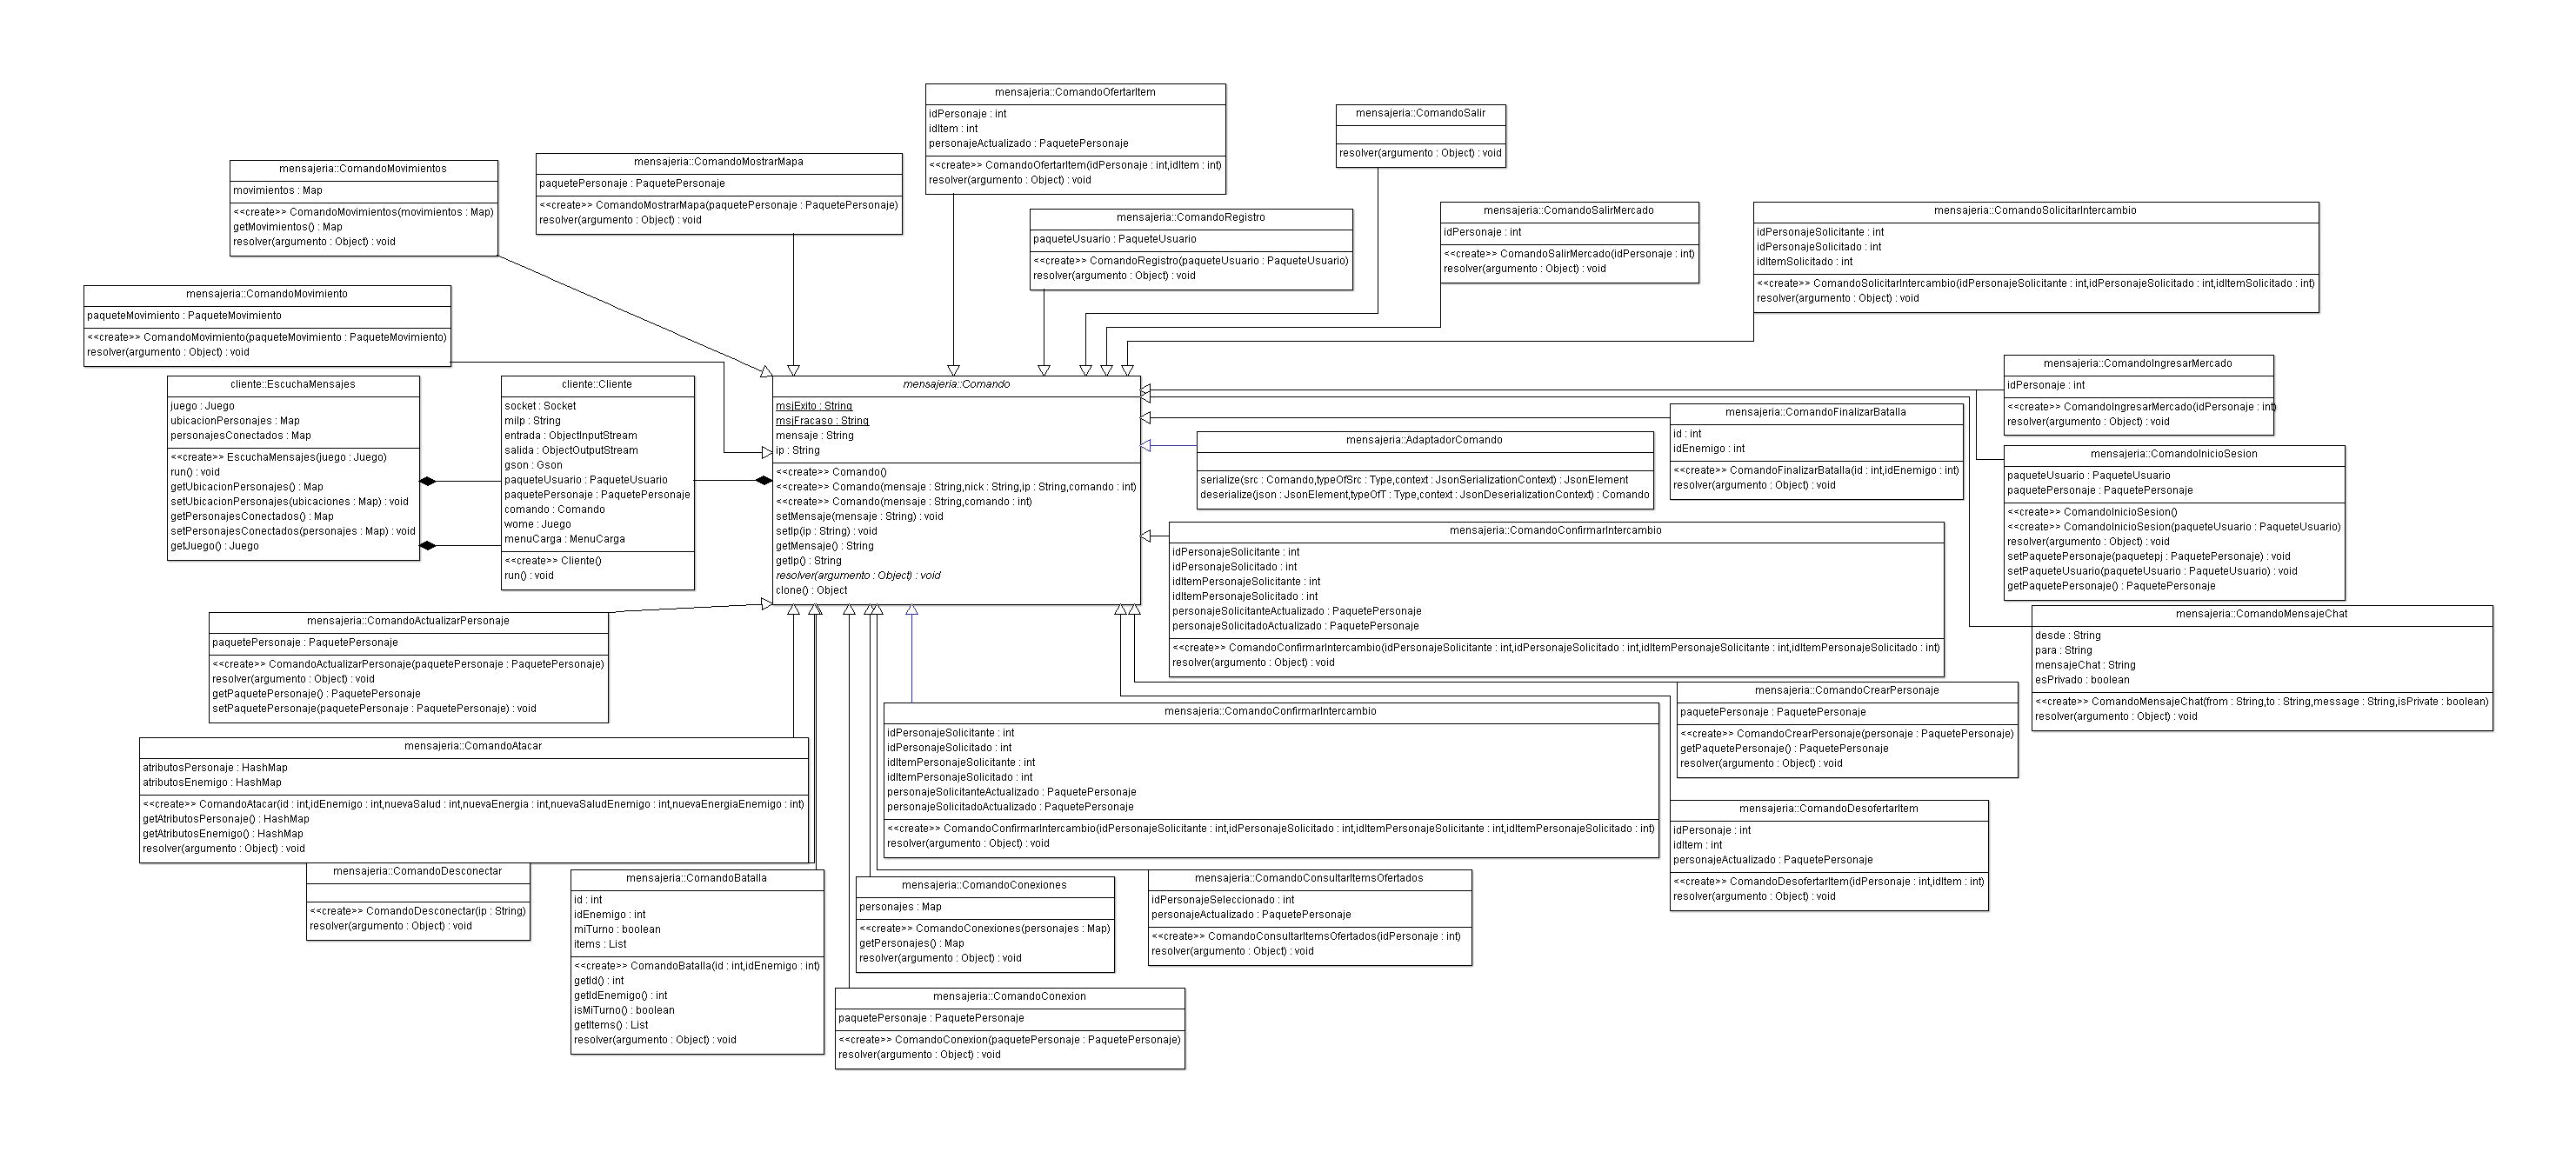 mensajeria::ComandoOfertarItem
idPersonaje : int
idItem : int
personajeActualizado : PaquetePersonaje
<<create>> ComandoOfertarItem(idPersonaje : int,idItem : int)
resolver(argumento : Object) : void
mensajeria::ComandoSalir
resolver(argumento : Object) : void
mensajeria::ComandoMovimientos
movimientos : Map
<<create>> ComandoMovimientos(movimientos : Map)
getMovimientos() : Map
resolver(argumento : Object) : void
mensajeria::ComandoMostrarMapa
paquetePersonaje : PaquetePersonaje
<<create>> ComandoMostrarMapa(paquetePersonaje : PaquetePersonaje)
resolver(argumento : Object) : void
mensajeria::ComandoRegistro
paqueteUsuario : PaqueteUsuario
<<create>> ComandoRegistro(paqueteUsuario : PaqueteUsuario)
resolver(argumento : Object) : void
mensajeria::ComandoSalirMercado
idPersonaje : int
<<create>> ComandoSalirMercado(idPersonaje : int)
resolver(argumento : Object) : void
mensajeria::ComandoSolicitarIntercambio
idPersonajeSolicitante : int
idPersonajeSolicitado : int
idItemSolicitado : int
<<create>> ComandoSolicitarIntercambio(idPersonajeSolicitante : int,idPersonajeSolicitado : int,idItemSolicitado : int)
resolver(argumento : Object) : void
mensajeria::ComandoMovimiento
paqueteMovimiento : PaqueteMovimiento
<<create>> ComandoMovimiento(paqueteMovimiento : PaqueteMovimiento)
resolver(argumento : Object) : void
cliente::EscuchaMensajes
juego : Juego
ubicacionPersonajes : Map
personajesConectados : Map
<<create>> EscuchaMensajes(juego : Juego)
run() : void
getUbicacionPersonajes() : Map
setUbicacionPersonajes(ubicaciones : Map) : void
getPersonajesConectados() : Map
setPersonajesConectados(personajes : Map) : void
getJuego() : Juego
cliente::Cliente
socket : Socket
miIp : String
entrada : ObjectInputStream
salida : ObjectOutputStream
gson : Gson
paqueteUsuario : PaqueteUsuario
paquetePersonaje : PaquetePersonaje
comando : Comando
wome : Juego
menuCarga : MenuCarga
<<create>> Cliente()
run() : void
mensajeria::Comando
msjExito : String
msjFracaso : String
mensaje : String
ip : String
<<create>> Comando()
<<create>> Comando(mensaje : String,nick : String,ip : String,comando : int)
<<create>> Comando(mensaje : String,comando : int)
setMensaje(mensaje : String) : void
setIp(ip : String) : void
getMensaje() : String
getIp() : String
resolver(argumento : Object) : void
clone() : Object
mensajeria::ComandoIngresarMercado
idPersonaje : int
<<create>> ComandoIngresarMercado(idPersonaje : int)
resolver(argumento : Object) : void
mensajeria::ComandoFinalizarBatalla
id : int
idEnemigo : int
<<create>> ComandoFinalizarBatalla(id : int,idEnemigo : int)
resolver(argumento : Object) : void
mensajeria::AdaptadorComando
serialize(src : Comando,typeOfSrc : Type,context : JsonSerializationContext) : JsonElement
deserialize(json : JsonElement,typeOfT : Type,context : JsonDeserializationContext) : Comando
mensajeria::ComandoInicioSesion
paqueteUsuario : PaqueteUsuario
paquetePersonaje : PaquetePersonaje
<<create>> ComandoInicioSesion()
<<create>> ComandoInicioSesion(paqueteUsuario : PaqueteUsuario)
resolver(argumento : Object) : void
setPaquetePersonaje(paquetepj : PaquetePersonaje) : void
setPaqueteUsuario(paqueteUsuario : PaqueteUsuario) : void
getPaquetePersonaje() : PaquetePersonaje
mensajeria::ComandoConfirmarIntercambio
idPersonajeSolicitante : int
idPersonajeSolicitado : int
idItemPersonajeSolicitante : int
idItemPersonajeSolicitado : int
personajeSolicitanteActualizado : PaquetePersonaje
personajeSolicitadoActualizado : PaquetePersonaje
<<create>> ComandoConfirmarIntercambio(idPersonajeSolicitante : int,idPersonajeSolicitado : int,idItemPersonajeSolicitante : int,idItemPersonajeSolicitado : int)
resolver(argumento : Object) : void
mensajeria::ComandoMensajeChat
desde : String
para : String
mensajeChat : String
esPrivado : boolean
<<create>> ComandoMensajeChat(from : String,to : String,message : String,isPrivate : boolean)
resolver(argumento : Object) : void
mensajeria::ComandoActualizarPersonaje
paquetePersonaje : PaquetePersonaje
<<create>> ComandoActualizarPersonaje(paquetePersonaje : PaquetePersonaje)
resolver(argumento : Object) : void
getPaquetePersonaje() : PaquetePersonaje
setPaquetePersonaje(paquetePersonaje : PaquetePersonaje) : void
mensajeria::ComandoCrearPersonaje
paquetePersonaje : PaquetePersonaje
<<create>> ComandoCrearPersonaje(personaje : PaquetePersonaje)
getPaquetePersonaje() : PaquetePersonaje
resolver(argumento : Object) : void
mensajeria::ComandoConfirmarIntercambio
idPersonajeSolicitante : int
idPersonajeSolicitado : int
idItemPersonajeSolicitante : int
idItemPersonajeSolicitado : int
personajeSolicitanteActualizado : PaquetePersonaje
personajeSolicitadoActualizado : PaquetePersonaje
<<create>> ComandoConfirmarIntercambio(idPersonajeSolicitante : int,idPersonajeSolicitado : int,idItemPersonajeSolicitante : int,idItemPersonajeSolicitado : int)
resolver(argumento : Object) : void
mensajeria::ComandoAtacar
atributosPersonaje : HashMap
atributosEnemigo : HashMap
<<create>> ComandoAtacar(id : int,idEnemigo : int,nuevaSalud : int,nuevaEnergia : int,nuevaSaludEnemigo : int,nuevaEnergiaEnemigo : int)
getAtributosPersonaje() : HashMap
getAtributosEnemigo() : HashMap
resolver(argumento : Object) : void
mensajeria::ComandoDesofertarItem
idPersonaje : int
idItem : int
personajeActualizado : PaquetePersonaje
<<create>> ComandoDesofertarItem(idPersonaje : int,idItem : int)
resolver(argumento : Object) : void
mensajeria::ComandoDesconectar
<<create>> ComandoDesconectar(ip : String)
resolver(argumento : Object) : void
mensajeria::ComandoBatalla
id : int
idEnemigo : int
miTurno : boolean
items : List
<<create>> ComandoBatalla(id : int,idEnemigo : int)
getId() : int
getIdEnemigo() : int
isMiTurno() : boolean
getItems() : List
resolver(argumento : Object) : void
mensajeria::ComandoConexiones
personajes : Map
<<create>> ComandoConexiones(personajes : Map)
getPersonajes() : Map
resolver(argumento : Object) : void
mensajeria::ComandoConsultarItemsOfertados
idPersonajeSeleccionado : int
personajeActualizado : PaquetePersonaje
<<create>> ComandoConsultarItemsOfertados(idPersonaje : int)
resolver(argumento : Object) : void
mensajeria::ComandoConexion
paquetePersonaje : PaquetePersonaje
<<create>> ComandoConexion(paquetePersonaje : PaquetePersonaje)
resolver(argumento : Object) : void